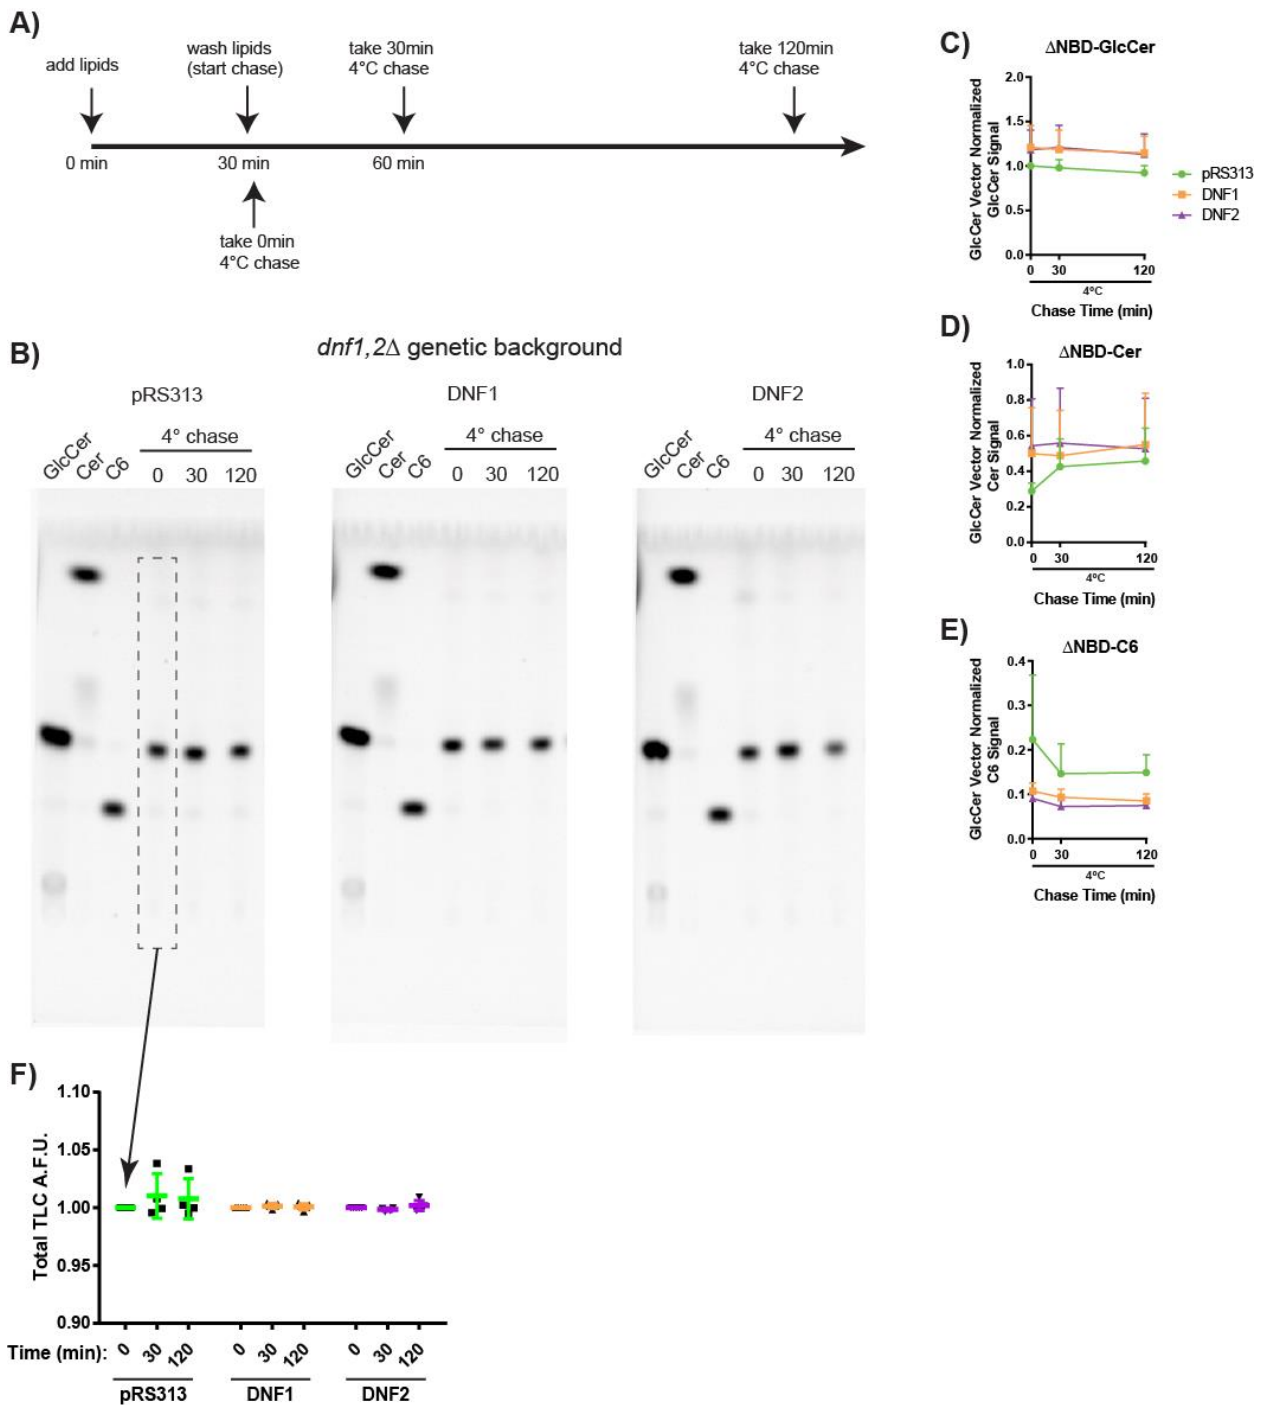 A)
add lipids
wash lipids
(start chase)
take 30min
4°C chase
take 120min
4°C chase
0 min
30 min
60 min
take 0min
4°C chase
B)
dnf1,2Δ genetic background
pRS313
DNF1
DNF2
4° chase
4° chase
4° chase
GlcCer
Cer
C6
0
30
120
GlcCer
Cer
C6
0
30
120
GlcCer
Cer
C6
0
30
120
C)
ΔNBD-GlcCer
GlcCer Vector Normalized
GlcCer Signal
2.0
1.5
1.0
0.5
0.0
0
30
120
4°C
Chase Time (min)
pRS313
DNF1
DNF2
D)
ΔNBD-Cer
GlcCer Vector Normalized
Cer Signal
1.0
0.8
0.6
0.4
0.2
0.0
0
30
120
4°C
Chase Time (min)
E)
ΔNBD-C6
GlcCer Vector Normalized
C6 Signal
0.4
0.3
0.2
0.1
0.0
0
30
120
4°C
Chase Time (min)
F)
Total TLC A.F.U.
1.10
1.05
1.00
0.95
0.90
Time (min):
0
30
120
0
30
120
0
30
120
pRS313
DNF1
DNF2